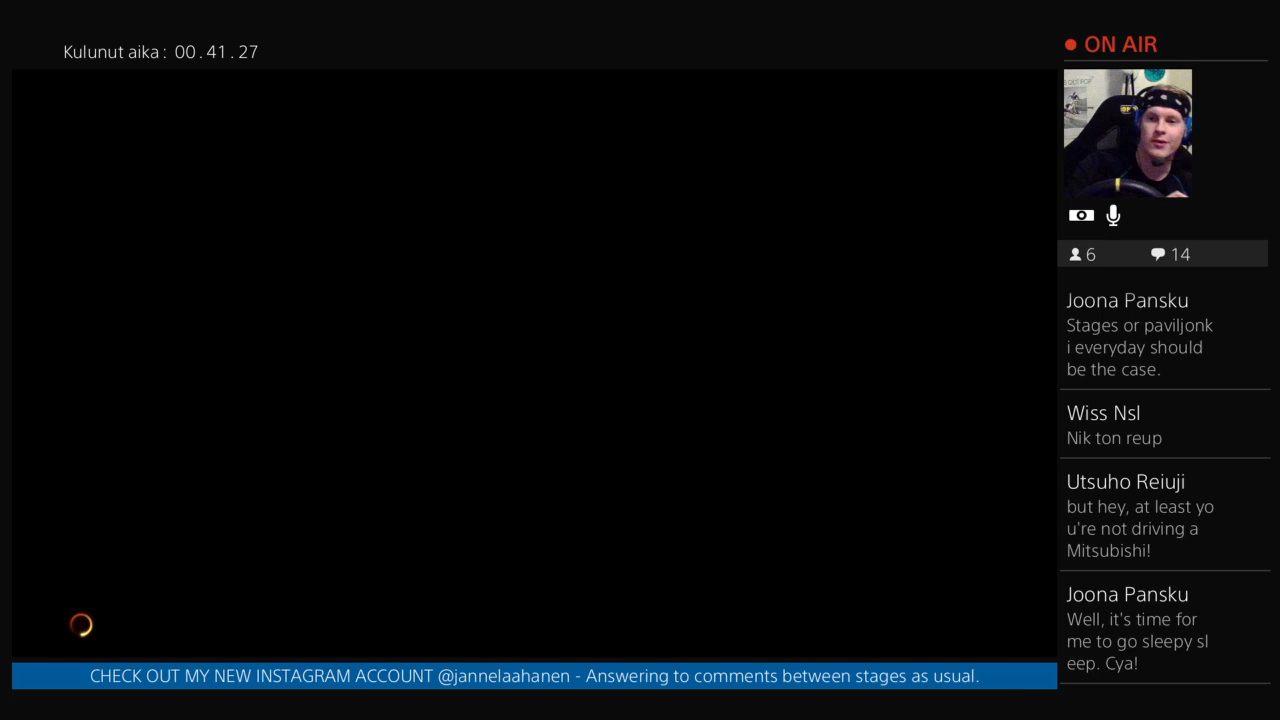 Kulunut aika : 00 . 41 . 27
ON AIR
6
14
Joona Pansku
Stages or paviljonk
i everyday should
be the case.
Wiss Nsl
Nik ton reup
Utsuho Reiuji
but hey, at least yo
u're not driving a
Mitsubishi!
Joona Pansku
Well, it's time for
me to go sleepy sl
eep. Cya!
CHECK OUT MY NEW INSTAGRAM ACCOUNT @jannelaahanen - Answering to comments between stages as usual.